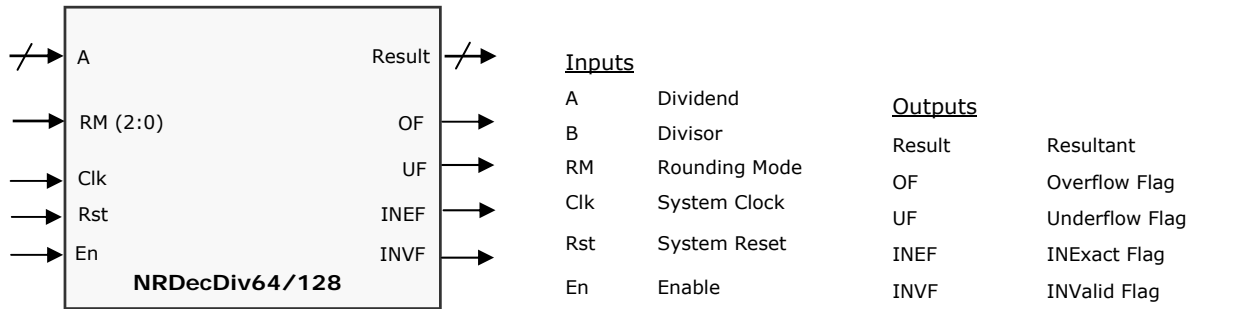 A Result
RM (2:0) OF
UF
Clk
Rst INEF
En INVF
NRDecDiv64/128
Inputs
A Dividend
B Divisor
RM Rounding Mode
Clk System Clock
Rst System Reset
En Enable
Outputs
Result Resultant
OF Overflow Flag
UF Underflow Flag
INEF INExact Flag
INVF INValid Flag